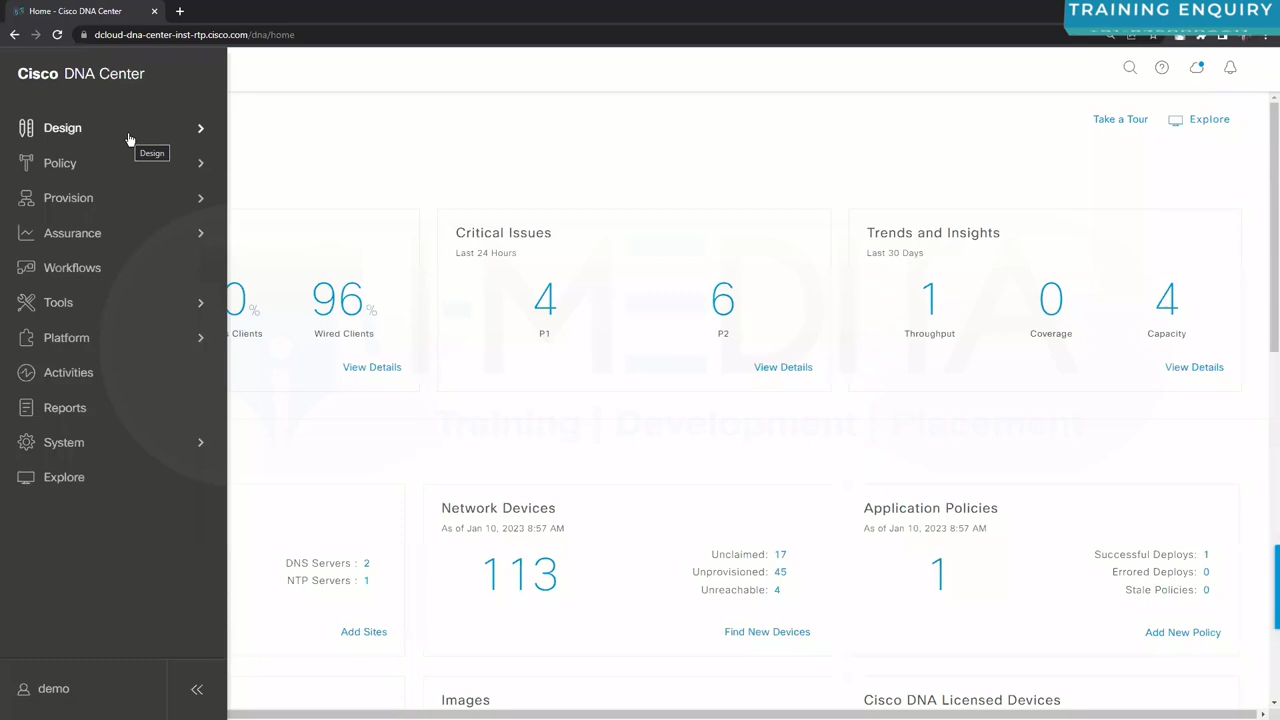 Home - Cisco DNA Center
TRAINING ENQUIRY
dcloud-dna-center-inst-rtp.cisco.com/dna/home
Cisco DNA Center
Design
Design
Policy
Provision
Assurance
Workflows
Tools
Platform
Activities
Reports
System
Explore
demo
Take a Tour
Explore
0%
96%
s Clients
Wired Clients
View Details
Critical Issues
Last 24 Hours
4
6
P1
P2
View Details
Trends and Insights
Last 30 Days
1
0
4
Throughput
Coverage
Capacity
View Details
I-MEDITA
Training | Development | Placement
DNS Servers : 2
NTP Servers : 1
Add Sites
Network Devices
As of Jan 10, 2023 8:57 AM
113
Unclaimed: 17
Unprovisioned: 45
Unreachable: 4
Find New Devices
Application Policies
As of Jan 10, 2023 8:57 AM
1
Successful Deploys: 1
Errored Deploys: 0
Stale Policies: 0
Add New Policy
Images
Cisco DNA Licensed Devices